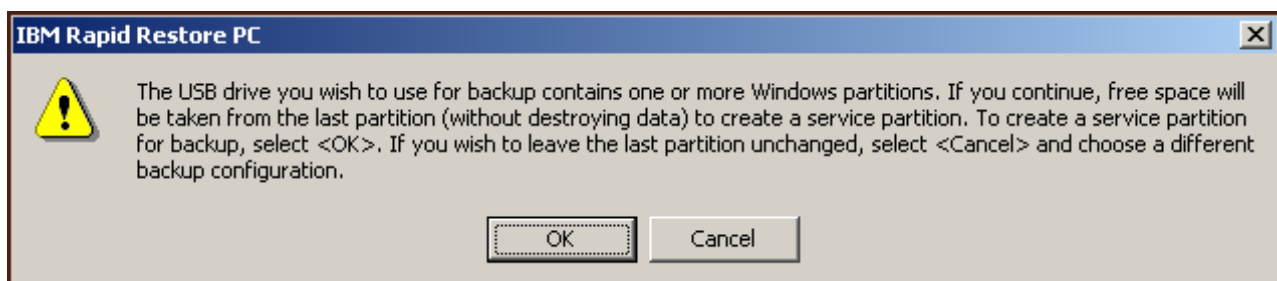 IBM Rapid Restore PC
The USB drive you wish to use for backup contains one or more Windows partitions. If you continue, free space will
be taken from the last partition (without destroying data) to create a service partition. To create a service partition
for backup, select <OK>. If you wish to leave the last partition unchanged, select <Cancel> and choose a different
backup configuration.
OK
Cancel